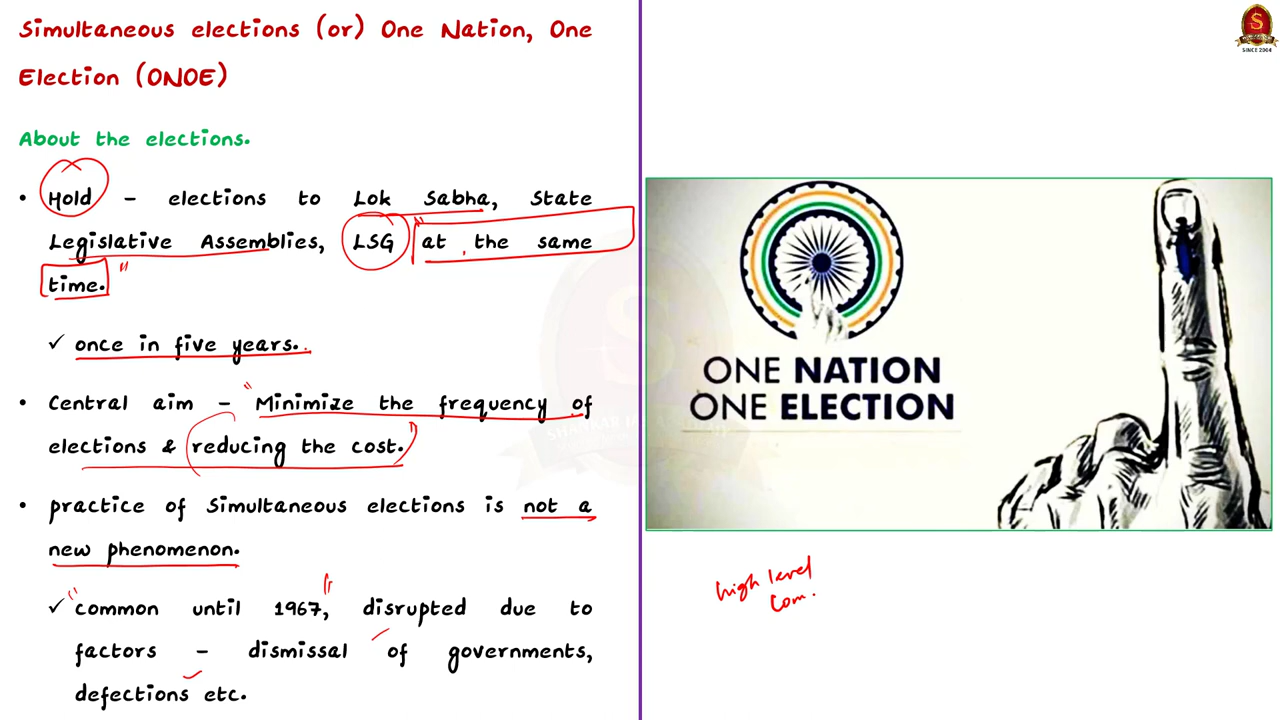 Simultaneous elections (or) One Nation, One
Election (ONOE)
About the elections.
• Hold – elections to Lok Sabha, State
Legislative Assemblies, LSG at the same
time.
✓ once in five years.
• Central aim – Minimize the frequency of
elections & reducing the cost.
• practice of Simultaneous elections is not a
new phenomenon.
✓ common until 1967, disrupted due to
factors – dismissal of governments,
defections etc.
SINCE 2004
ONE NATION
ONE ELECTION
high level
Com.